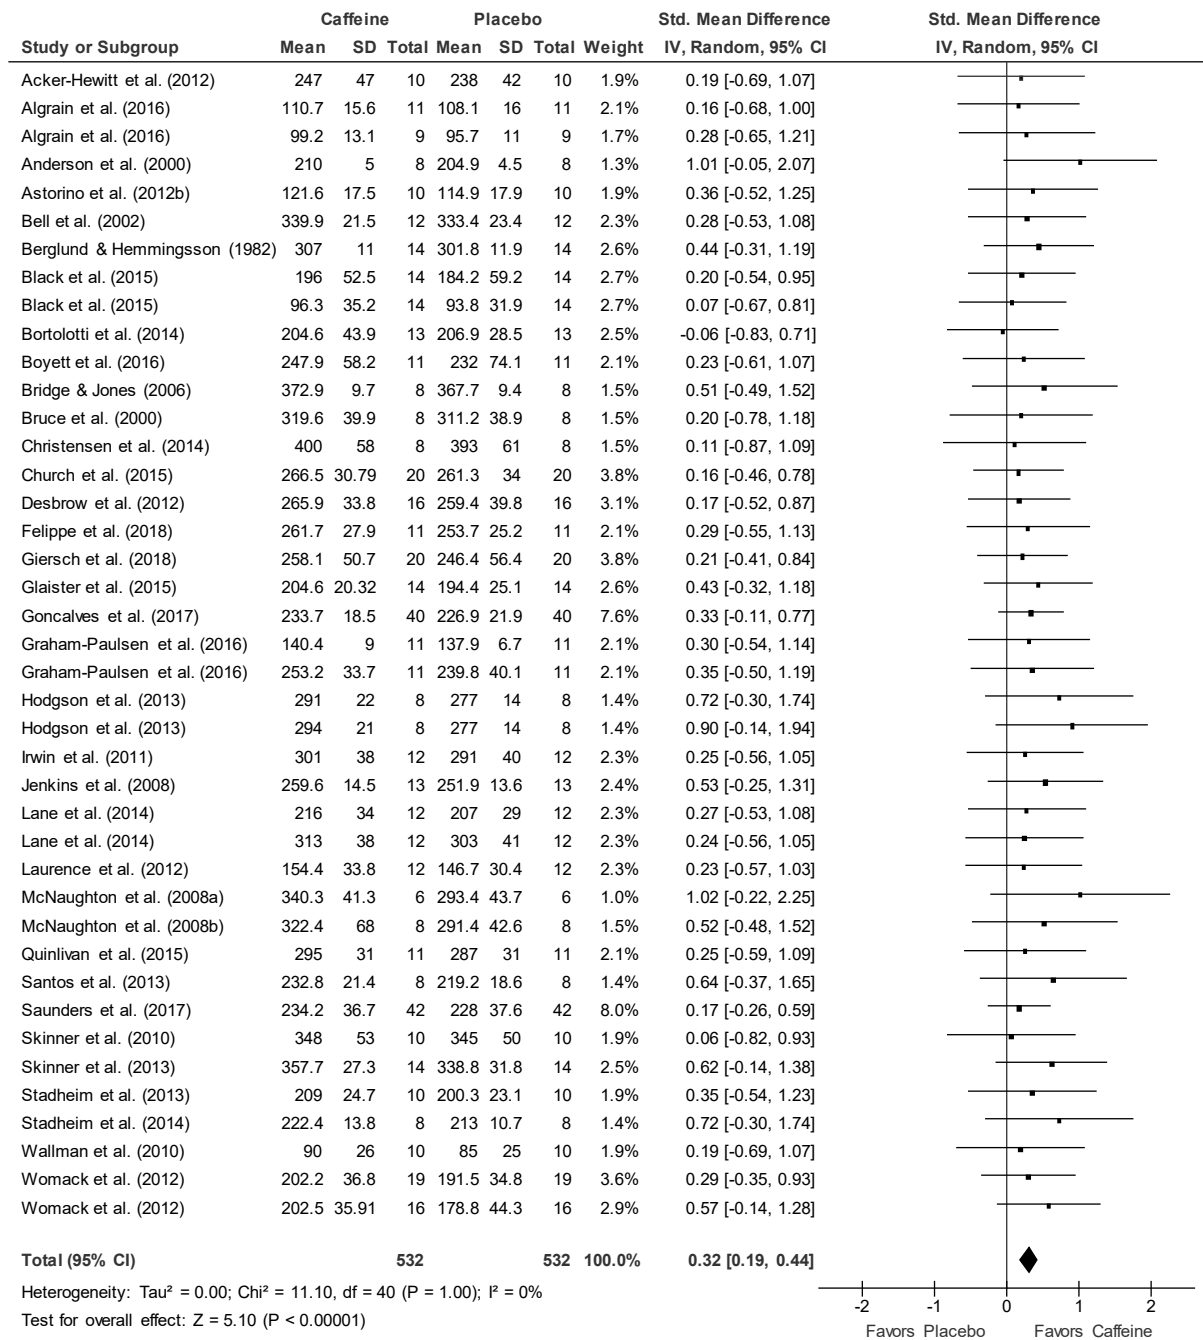 Caffeine Placebo Std. Mean Difference Std. Mean Difference
Study or Subgroup Mean SD Total Mean SD Total Weight IV, Random, 95% CI IV, Random, 95% CI
Acker-Hewitt et al. (2012) 247 47 10 238 42 10 1.9% 0.19 [-0.69, 1.07]
Algrain et al. (2016) 110.7 15.6 11 108.1 16 11 2.1% 0.16 [-0.68, 1.00]
Algrain et al. (2016) 99.2 13.1 9 95.7 11 9 1.7% 0.28 [-0.65, 1.21]
Anderson et al. (2000) 210 5 8 204.9 4.5 8 1.3% 1.01 [-0.05, 2.07]
Astorino et al. (2012b) 121.6 17.5 10 114.9 17.9 10 1.9% 0.36 [-0.52, 1.25]
Bell et al. (2002) 339.9 21.5 12 333.4 23.4 12 2.3% 0.28 [-0.53, 1.08]
Berglund & Hemmingsson (1982) 307 11 14 301.8 11.9 14 2.6% 0.44 [-0.31, 1.19]
Black et al. (2015) 196 52.5 14 184.2 59.2 14 2.7% 0.20 [-0.54, 0.95]
Black et al. (2015) 96.3 35.2 14 93.8 31.9 14 2.7% 0.07 [-0.67, 0.81]
Bortolotti et al. (2014) 204.6 43.9 13 206.9 28.5 13 2.5% -0.06 [-0.83, 0.71]
Boyett et al. (2016) 247.9 58.2 11 232 74.1 11 2.1% 0.23 [-0.61, 1.07]
Bridge & Jones (2006) 372.9 9.7 8 367.7 9.4 8 1.5% 0.51 [-0.49, 1.52]
Bruce et al. (2000) 319.6 39.9 8 311.2 38.9 8 1.5% 0.20 [-0.78, 1.18]
Christensen et al. (2014) 400 58 8 393 61 8 1.5% 0.11 [-0.87, 1.09]
Church et al. (2015) 266.5 30.79 20 261.3 34 20 3.8% 0.16 [-0.46, 0.78]
Desbrow et al. (2012) 265.9 33.8 16 259.4 39.8 16 3.1% 0.17 [-0.52, 0.87]
Felippe et al. (2018) 261.7 27.9 11 253.7 25.2 11 2.1% 0.29 [-0.55, 1.13]
Giersch et al. (2018) 258.1 50.7 20 246.4 56.4 20 3.8% 0.21 [-0.41, 0.84]
Glaister et al. (2015) 204.6 20.32 14 194.4 25.1 14 2.6% 0.43 [-0.32, 1.18]
Goncalves et al. (2017) 233.7 18.5 40 226.9 21.9 40 7.6% 0.33 [-0.11, 0.77]
Graham-Paulsen et al. (2016) 140.4 9 11 137.9 6.7 11 2.1% 0.30 [-0.54, 1.14]
Graham-Paulsen et al. (2016) 253.2 33.7 11 239.8 40.1 11 2.1% 0.35 [-0.50, 1.19]
Hodgson et al. (2013) 291 22 8 277 14 8 1.4% 0.72 [-0.30, 1.74]
Hodgson et al. (2013) 294 21 8 277 14 8 1.4% 0.90 [-0.14, 1.94]
Irwin et al. (2011) 301 38 12 291 40 12 2.3% 0.25 [-0.56, 1.05]
Jenkins et al. (2008) 259.6 14.5 13 251.9 13.6 13 2.4% 0.53 [-0.25, 1.31]
Lane et al. (2014) 216 34 12 207 29 12 2.3% 0.27 [-0.53, 1.08]
Lane et al. (2014) 313 38 12 303 41 12 2.3% 0.24 [-0.56, 1.05]
Laurence et al. (2012) 154.4 33.8 12 146.7 30.4 12 2.3% 0.23 [-0.57, 1.03]
McNaughton et al. (2008a) 340.3 41.3 6 293.4 43.7 6 1.0% 1.02 [-0.22, 2.25]
McNaughton et al. (2008b) 322.4 68 8 291.4 42.6 8 1.5% 0.52 [-0.48, 1.52]
Quinlivan et al. (2015) 295 31 11 287 31 11 2.1% 0.25 [-0.59, 1.09]
Santos et al. (2013) 232.8 21.4 8 219.2 18.6 8 1.4% 0.64 [-0.37, 1.65]
Saunders et al. (2017) 234.2 36.7 42 228 37.6 42 8.0% 0.17 [-0.26, 0.59]
Skinner et al. (2010) 348 53 10 345 50 10 1.9% 0.06 [-0.82, 0.93]
Skinner et al. (2013) 357.7 27.3 14 338.8 31.8 14 2.5% 0.62 [-0.14, 1.38]
Stadheim et al. (2013) 209 24.7 10 200.3 23.1 10 1.9% 0.35 [-0.54, 1.23]
Stadheim et al. (2014) 222.4 13.8 8 213 10.7 8 1.4% 0.72 [-0.30, 1.74]
Wallman et al. (2010) 90 26 10 85 25 10 1.9% 0.19 [-0.69, 1.07]
Womack et al. (2012) 202.2 36.8 19 191.5 34.8 19 3.6% 0.29 [-0.35, 0.93]
Womack et al. (2012) 202.5 35.91 16 178.8 44.3 16 2.9% 0.57 [-0.14, 1.28]
Total (95% CI) 532 532 100.0% 0.32 [0.19, 0.44]
Heterogeneity: Tau² = 0.00; Chi² = 11.10, df = 40 (P = 1.00); I² = 0%
Test for overall effect: Z = 5.10 (P < 0.00001)
-2 -1 0 1 2
Favors Placebo Favors Caffeine